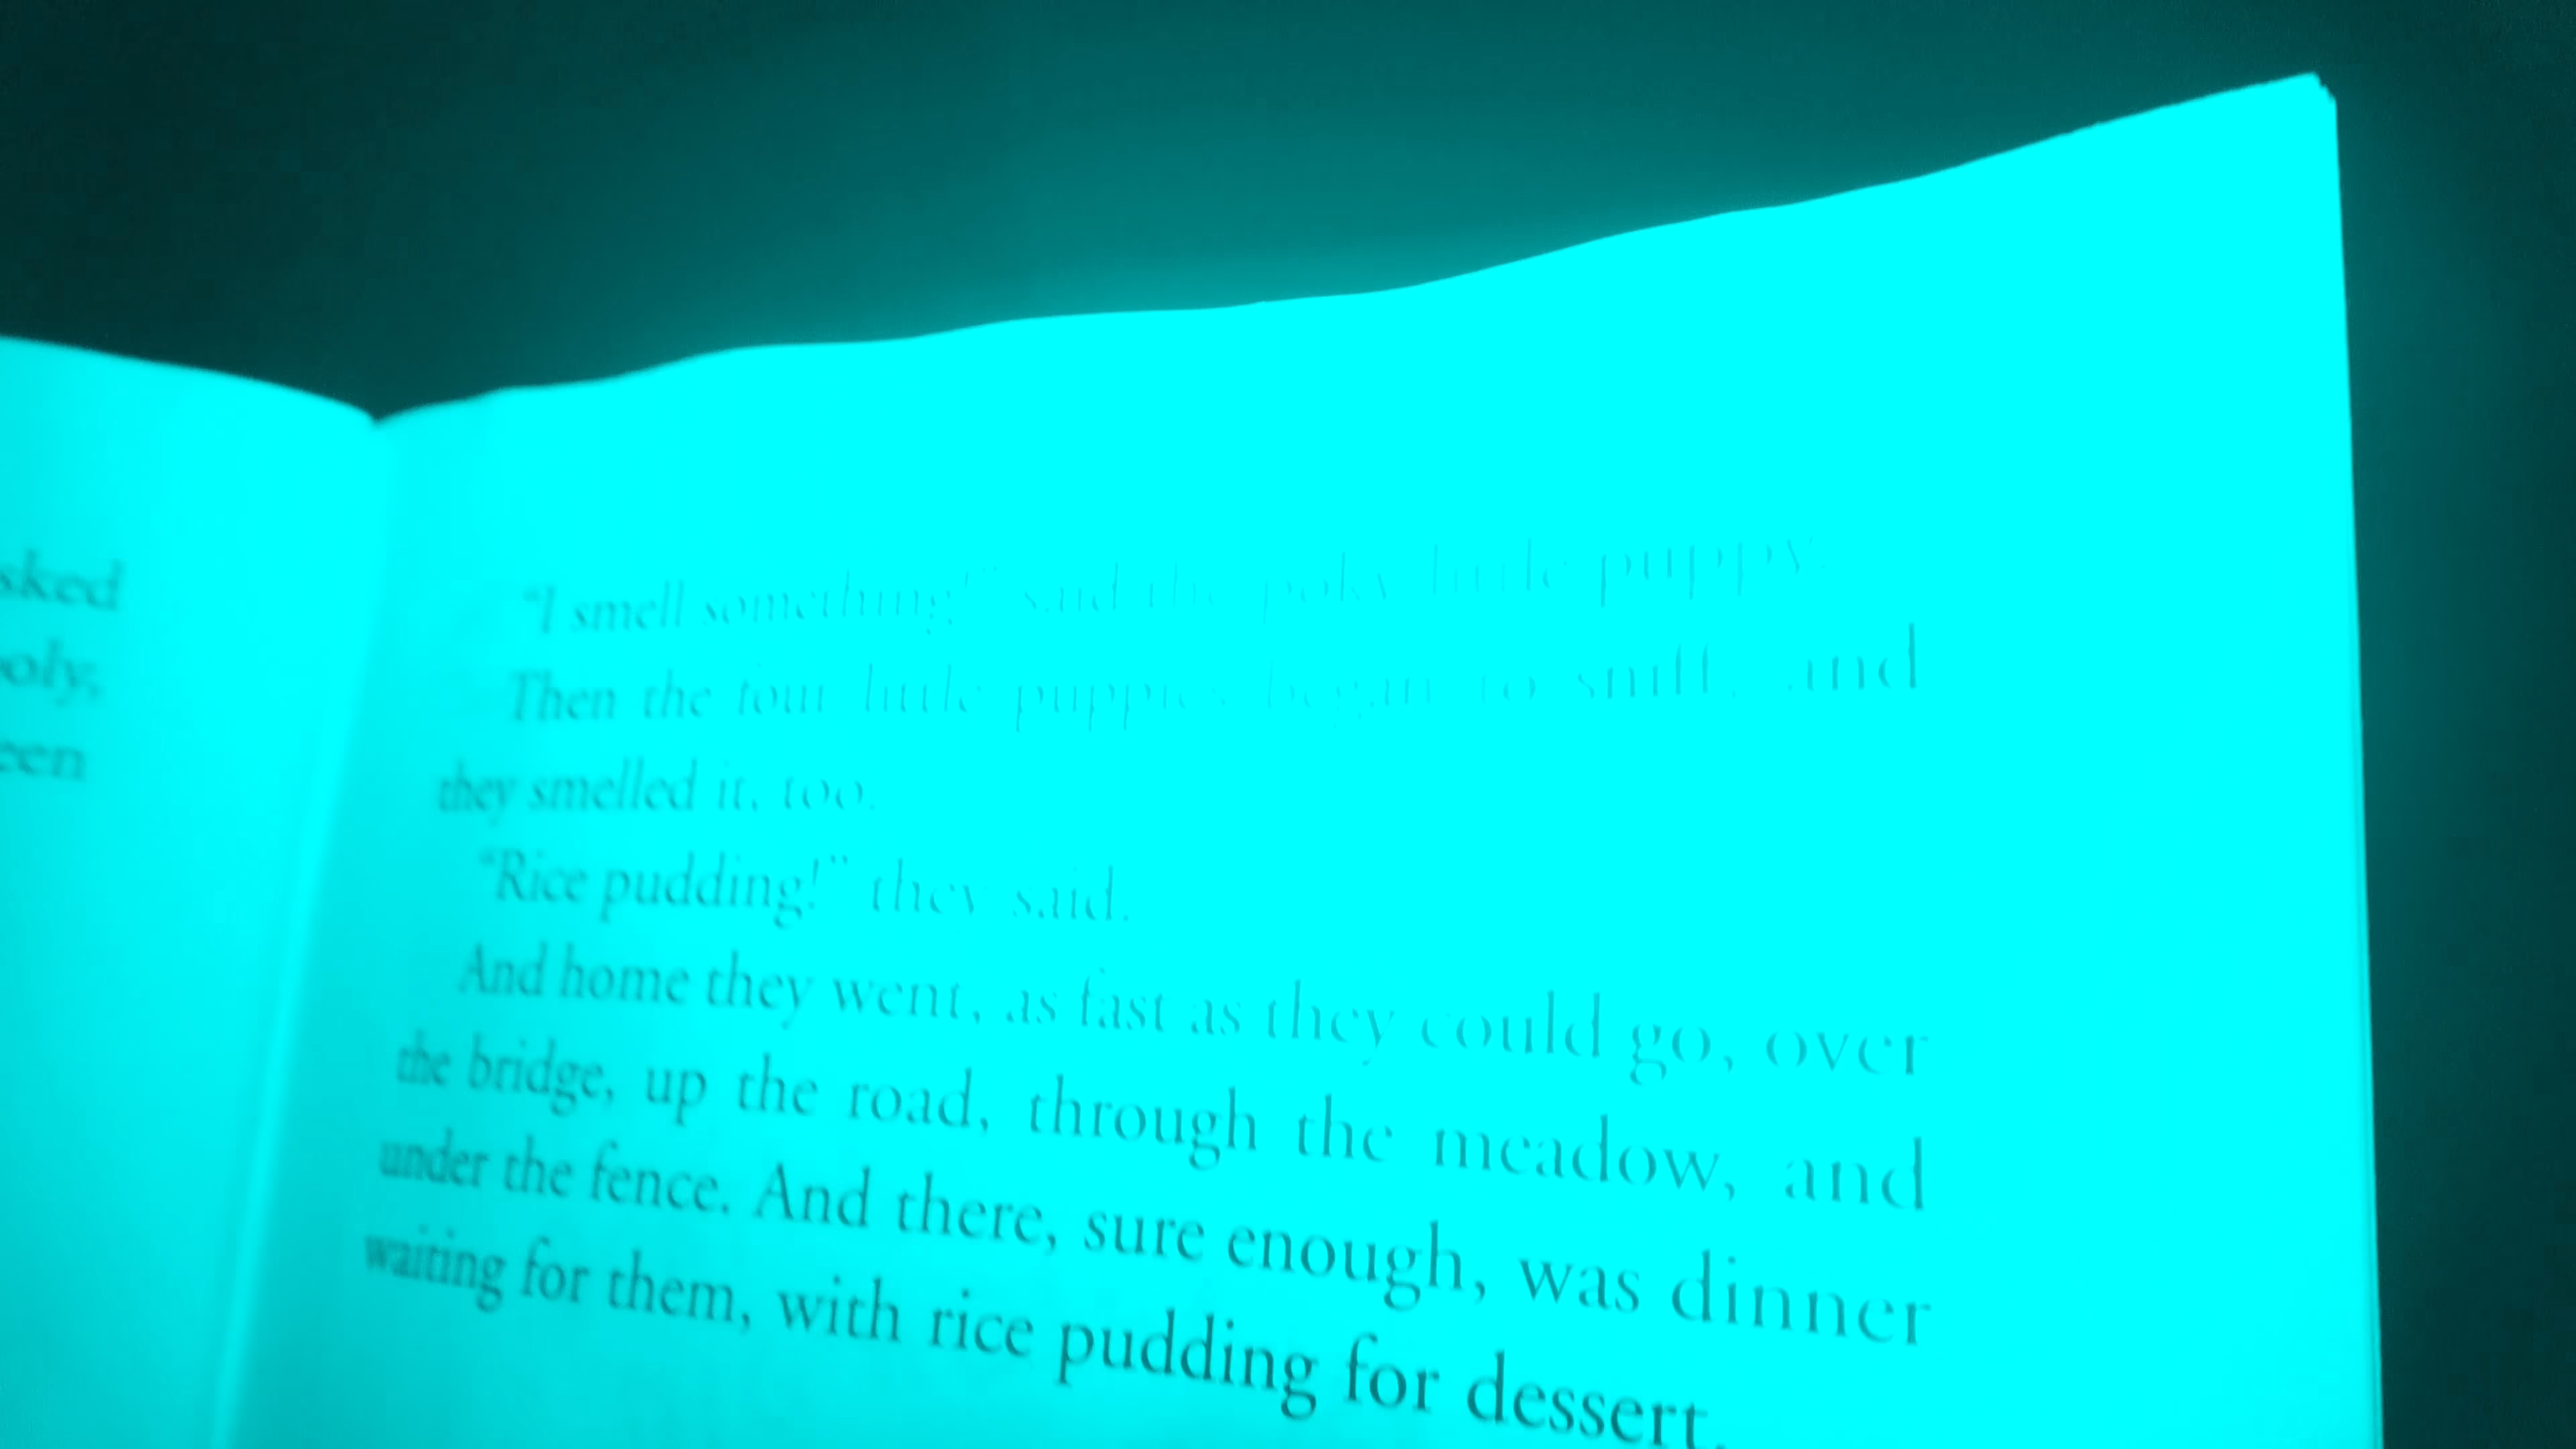 sked
oly,
een
“I smell something!” said the poky little puppy.
Then the four little puppies began to sniff, and
they smelled it, too.
“Rice pudding!” they said.
And home they went, as fast as they could go, over
the bridge, up the road, through the meadow, and
under the fence. And there, sure enough, was dinner
waiting for them, with rice pudding for dessert.